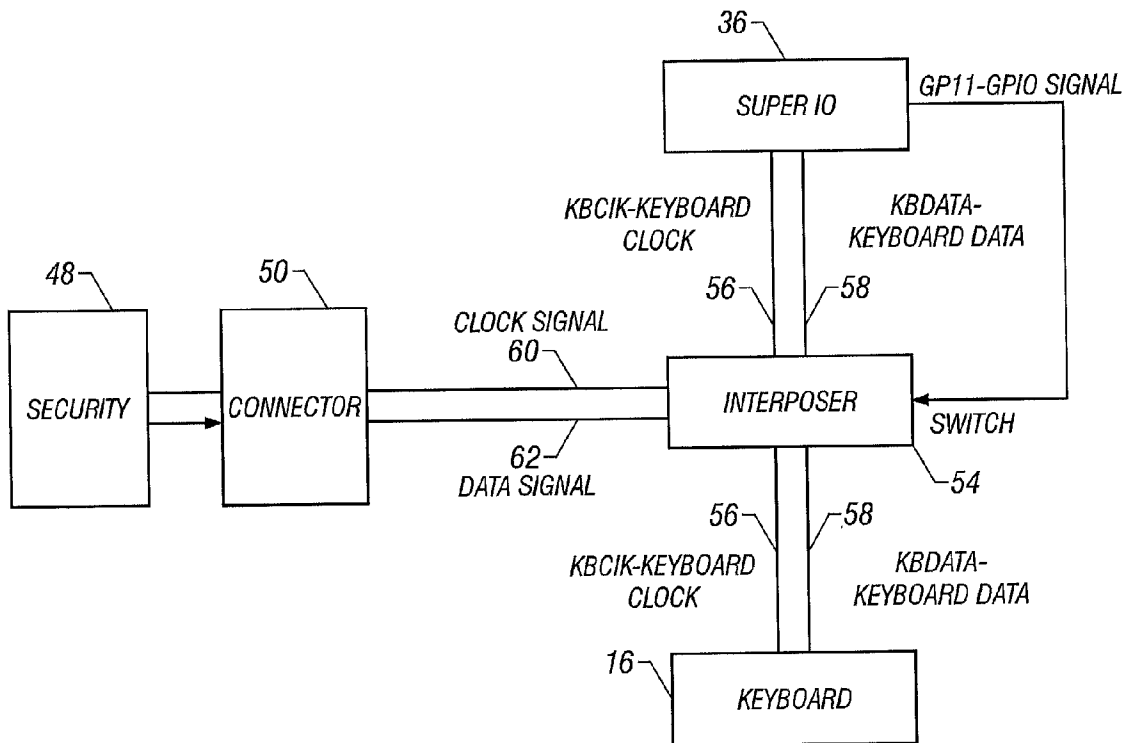 36
SUPER IO
GP11-GPIO SIGNAL
KBCIK-KEYBOARD
CLOCK
KBDATA-
KEYBOARD DATA
48
50
56
58
CLOCK SIGNAL
60
SECURITY
CONNECTOR
INTERPOSER
SWITCH
62
DATA SIGNAL
54
56
58
KBCIK-KEYBOARD
CLOCK
KBDATA-
KEYBOARD DATA
16
KEYBOARD